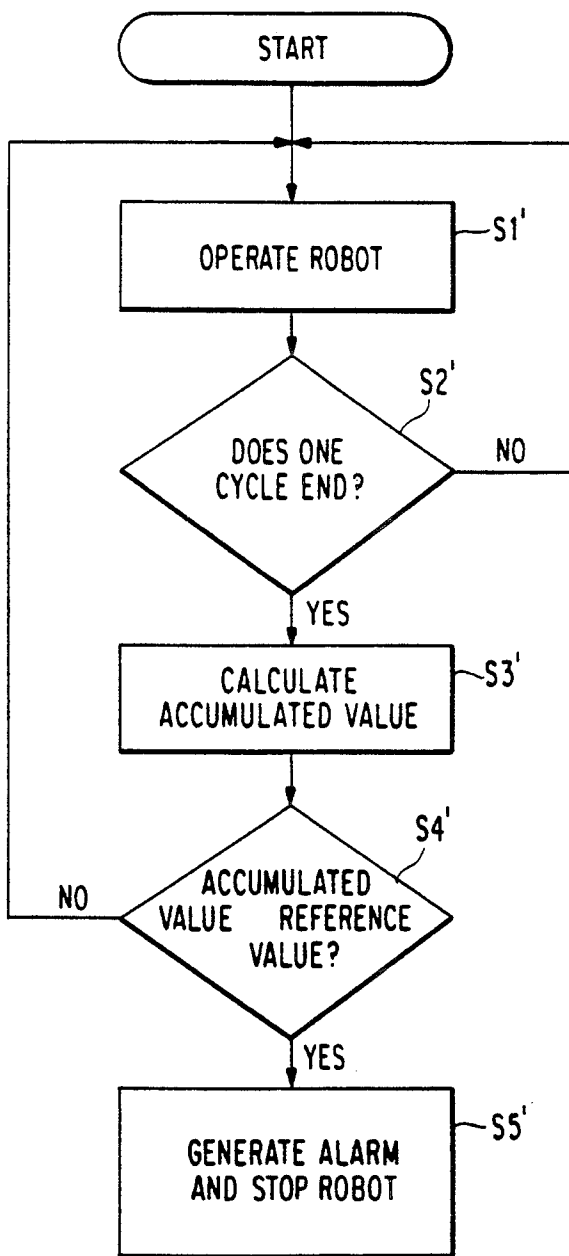 START
OPERATE ROBOT
S1'
DOES ONE
CYCLE END?
S2'
NO
YES
CALCULATE
ACCUMULATED VALUE
S3'
ACCUMULATED
VALUE REFERENCE
VALUE?
S4'
NO
YES
GENERATE ALARM
AND STOP ROBOT
S5'